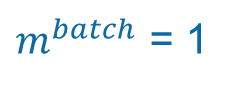 m^batch = 1